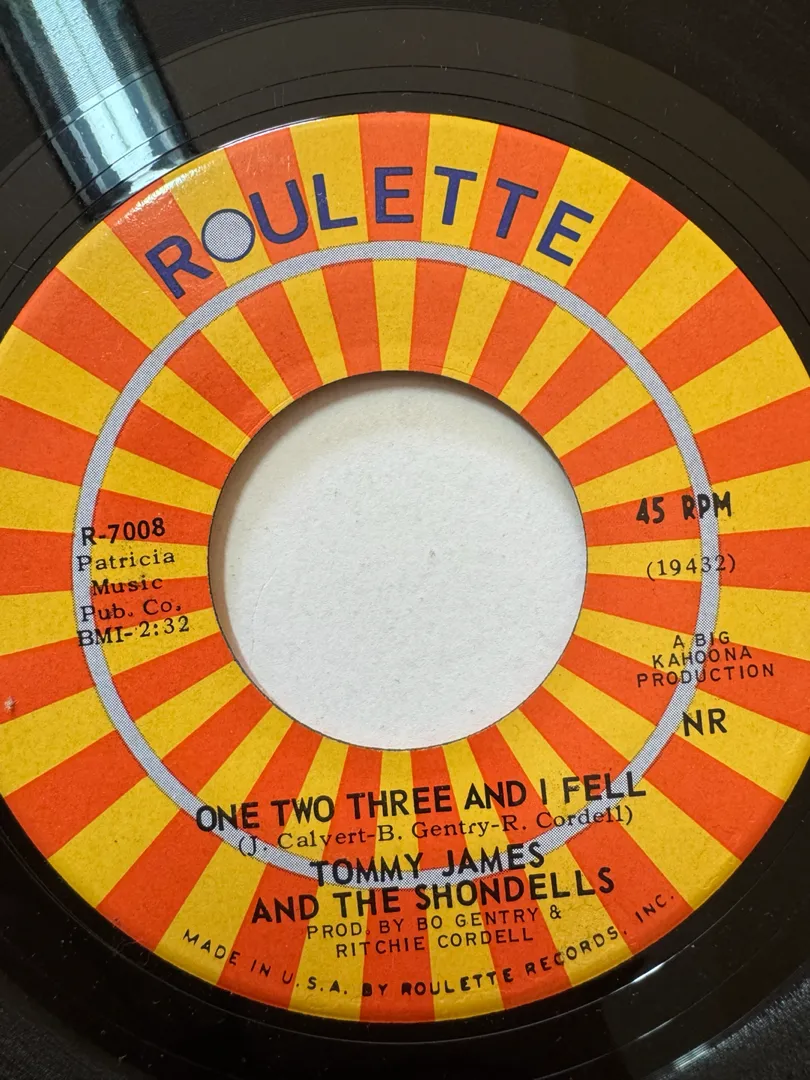 ROULETTE
R-7008
Patricia
Music
Pub. Co.
BMI-2:32
45 RPM
(19432)
A BIG
KAHOONA
PRODUCTION
NR
ONE TWO THREE AND I FELL
(J. Calvert-B. Gentry-R. Cordell)
TOMMY JAMES
AND THE SHONDELLS
PROD. BY BO GENTRY &
RITCHIE CORDELL
MADE IN U.S.A. BY ROULETTE RECORDS, INC.